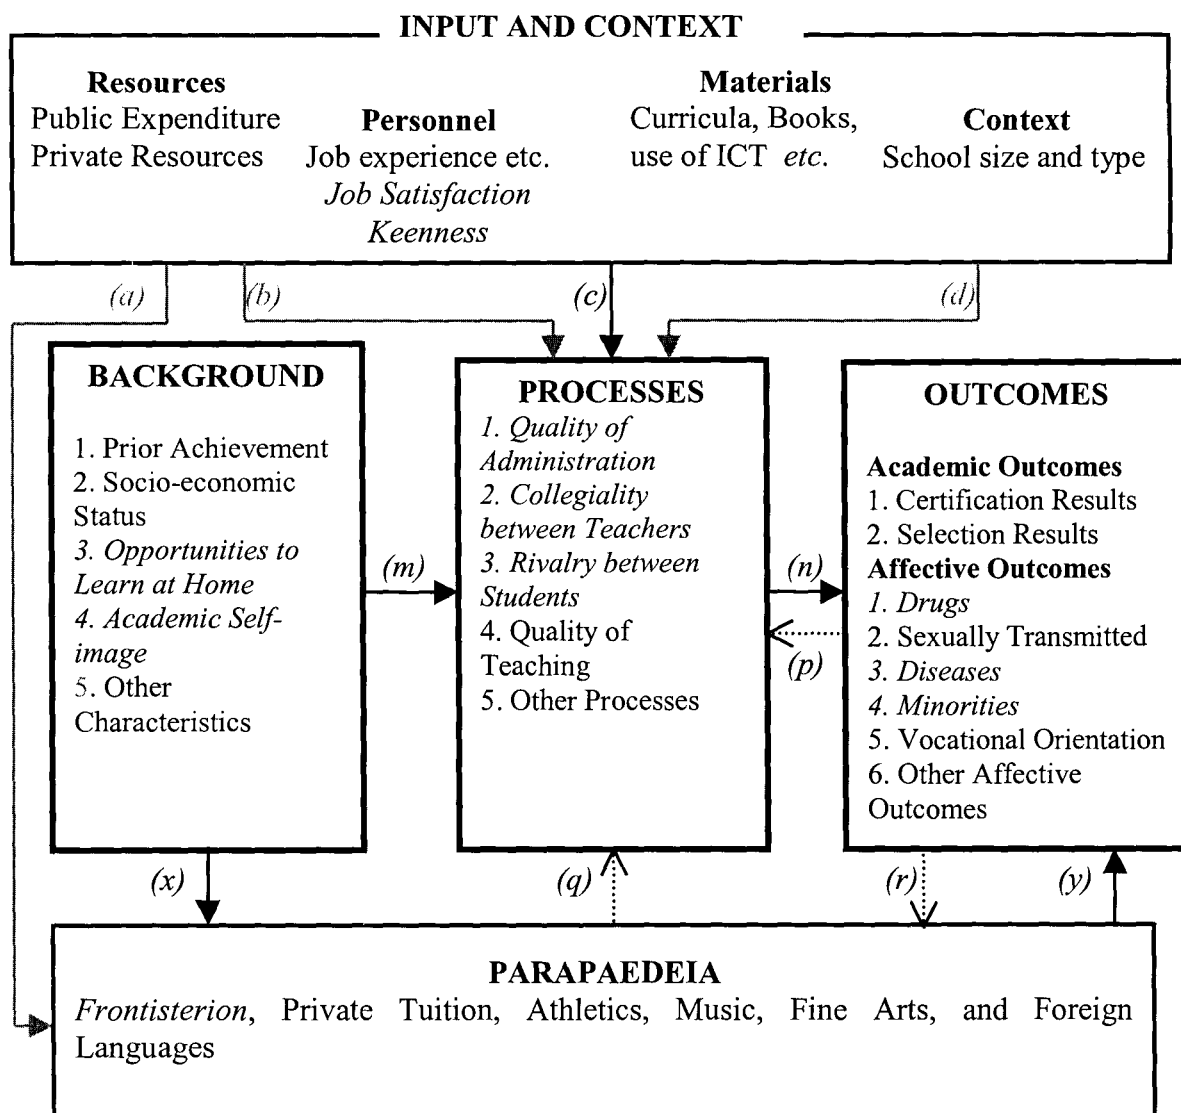 INPUT AND CONTEXT
Resources
Public Expenditure
Private Resources
Personnel
Job experience etc.
Job Satisfaction
Keenness
Materials
Curricula, Books,
use of ICT etc.
Context
School size and type
(a)
(b)
(c)
(d)
BACKGROUND
1. Prior Achievement
2. Socio-economic
Status
3. Opportunities to
Learn at Home
4. Academic Self-
image
5. Other
Characteristics
(m)
PROCESSES
1. Quality of
Administration
2. Collegiality
between Teachers
3. Rivalry between
Students
4. Quality of
Teaching
5. Other Processes
(n)
(p)
OUTCOMES
Academic Outcomes
1. Certification Results
2. Selection Results
Affective Outcomes
1. Drugs
2. Sexually Transmitted
3. Diseases
4. Minorities
5. Vocational Orientation
6. Other Affective
Outcomes
(x)
(q)
(r)
(y)
PARAPAEDEIA
Frontisterion, Private Tuition, Athletics, Music, Fine Arts, and Foreign
Languages